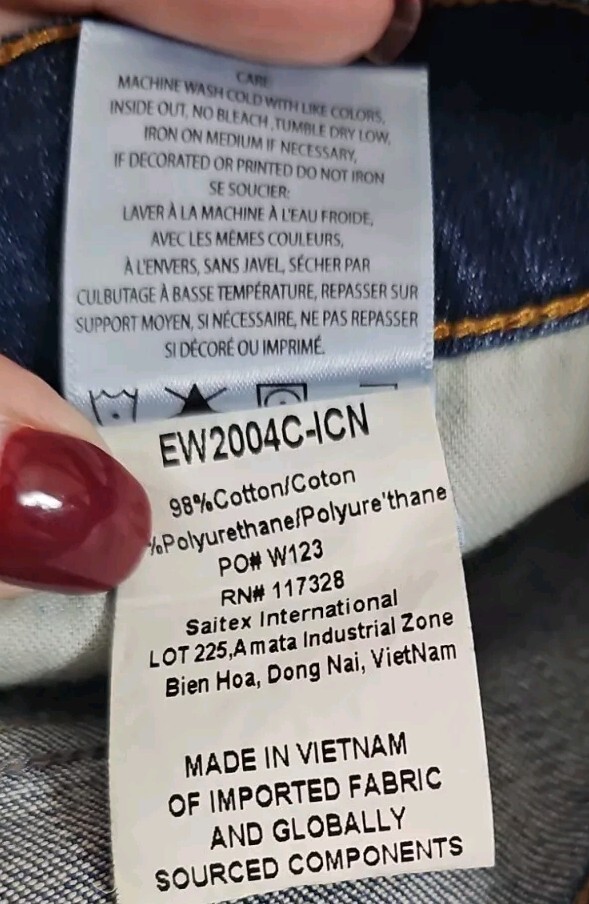 CARE
MACHINE WASH COLD WITH LIKE COLORS,
INSIDE OUT, NO BLEACH ,TUMBLE DRY LOW,
IRON ON MEDIUM IF NECESSARY,
IF DECORATED OR PRINTED DO NOT IRON
SE SOUCIER:
LAVER À LA MACHINE À L'EAU FROIDE,
AVEC LES MÊMES COULEURS,
À L'ENVERS, SANS JAVEL, SÉCHER PAR
CULBUTAGE À BASSE TEMPÉRATURE, REPASSER SUR
SUPPORT MOYEN, SI NÉCESSAIRE, NE PAS REPASSER
SI DÉCORÉ OU IMPRIMÉ.
EW2004C-ICN
98%Cotton/Coton
%Polyurethane/Polyure'thane
PO# W123
RN# 117328
Saitex International
LOT 225,Amata Industrial Zone
Bien Hoa, Dong Nai, VietNam
MADE IN VIETNAM
OF IMPORTED FABRIC
AND GLOBALLY
SOURCED COMPONENTS